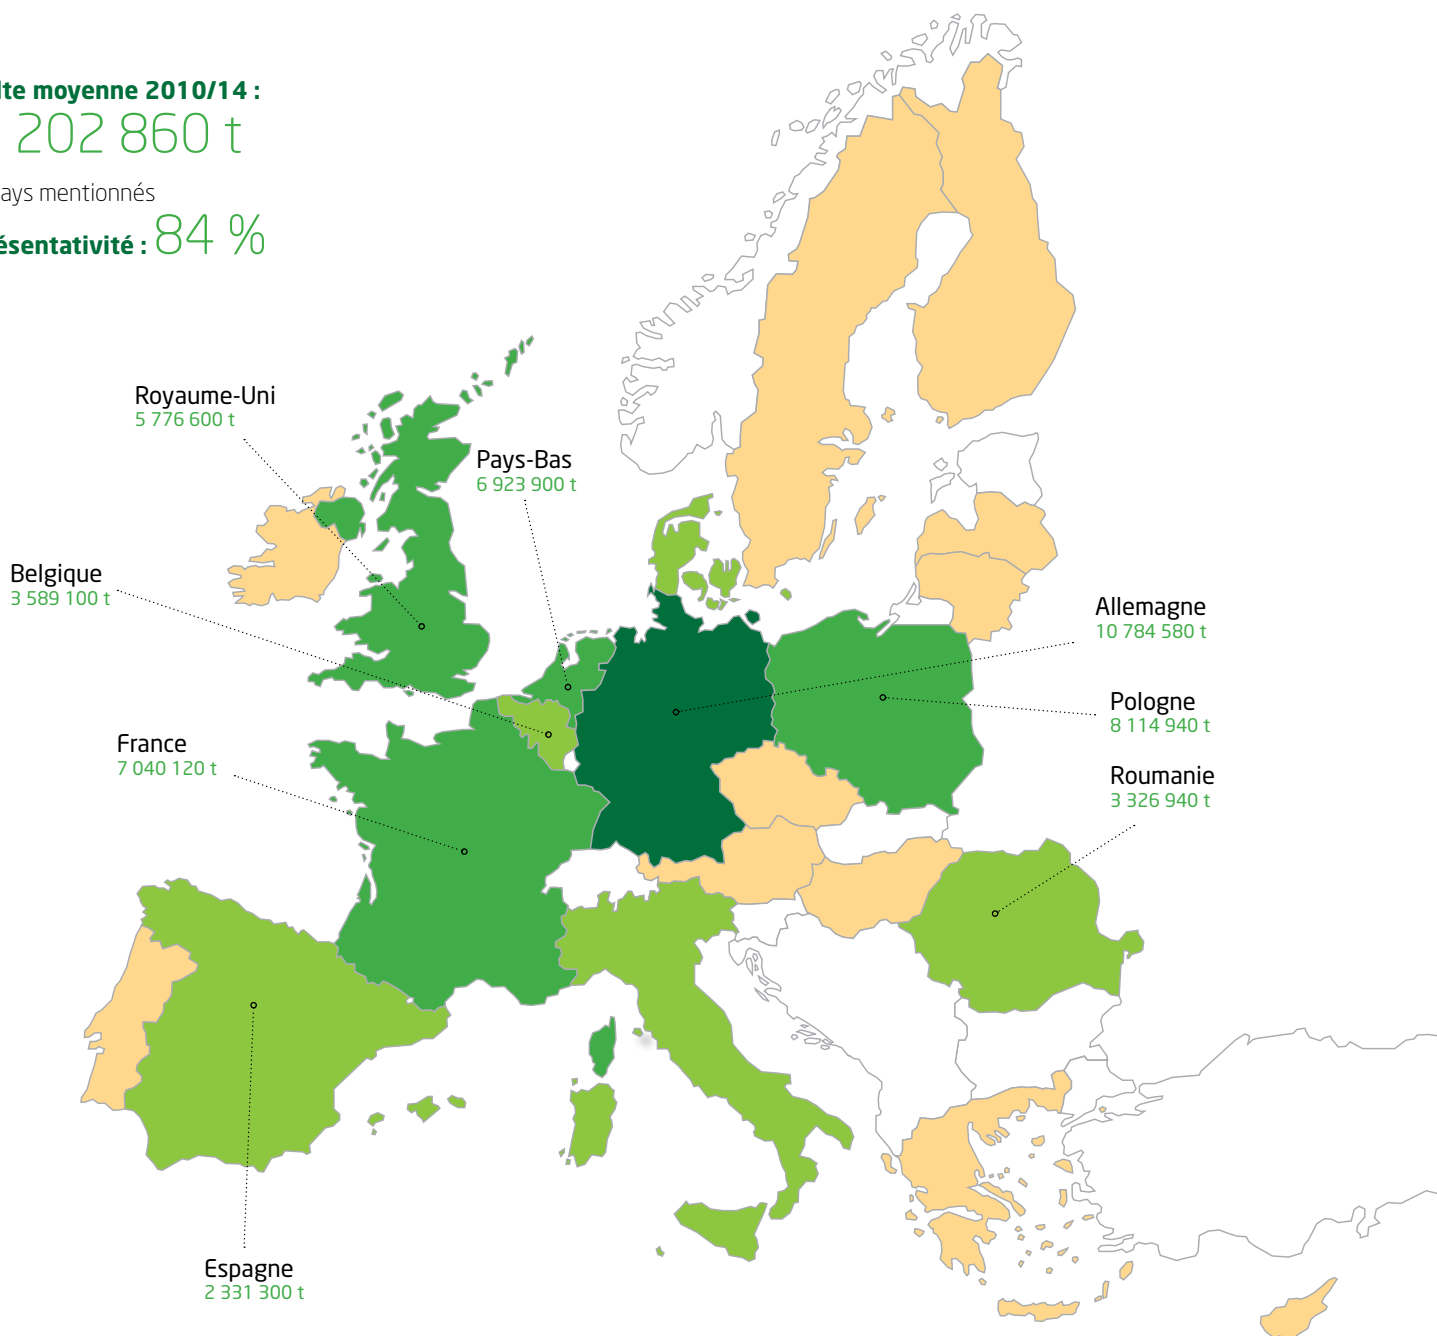 lte moyenne 2010/14 :
202 860 t
ays mentionnés
ésentativité : 84 %
Royaume-Uni
5 776 600 t
Pays-Bas
6 923 900 t
Belgique
3 589 100 t
Allemagne
10 784 580 t
Pologne
8 114 940 t
France
7 040 120 t
Roumanie
3 326 940 t
Espagne
2 331 300 t